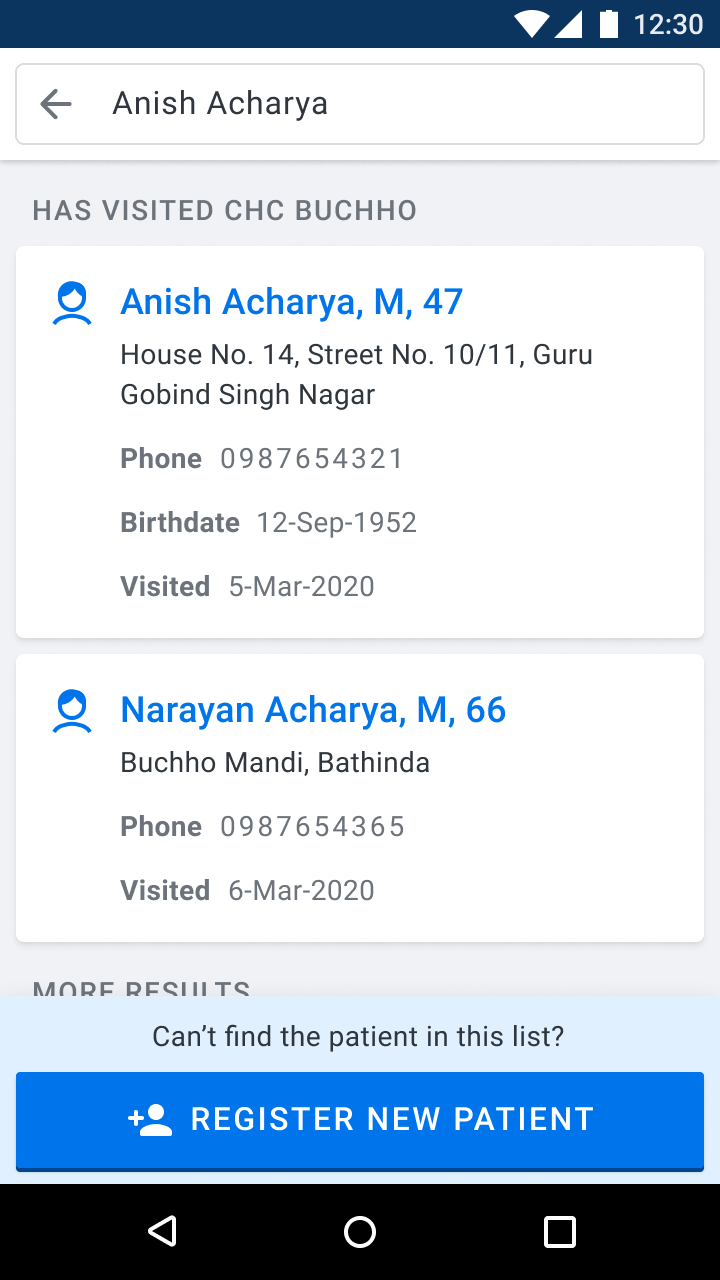 12:30
Anish Acharya
HAS VISITED CHC BUCHHO
Anish Acharya, M, 47
House No. 14, Street No. 10/11, Guru
Gobind Singh Nagar
Phone 0987654321
Birthdate 12-Sep-1952
Visited 5-Mar-2020
Narayan Acharya, M, 66
Buchho Mandi, Bathinda
Phone 0987654365
Visited 6-Mar-2020
MORE RESULTS
Can’t find the patient in this list?
REGISTER NEW PATIENT